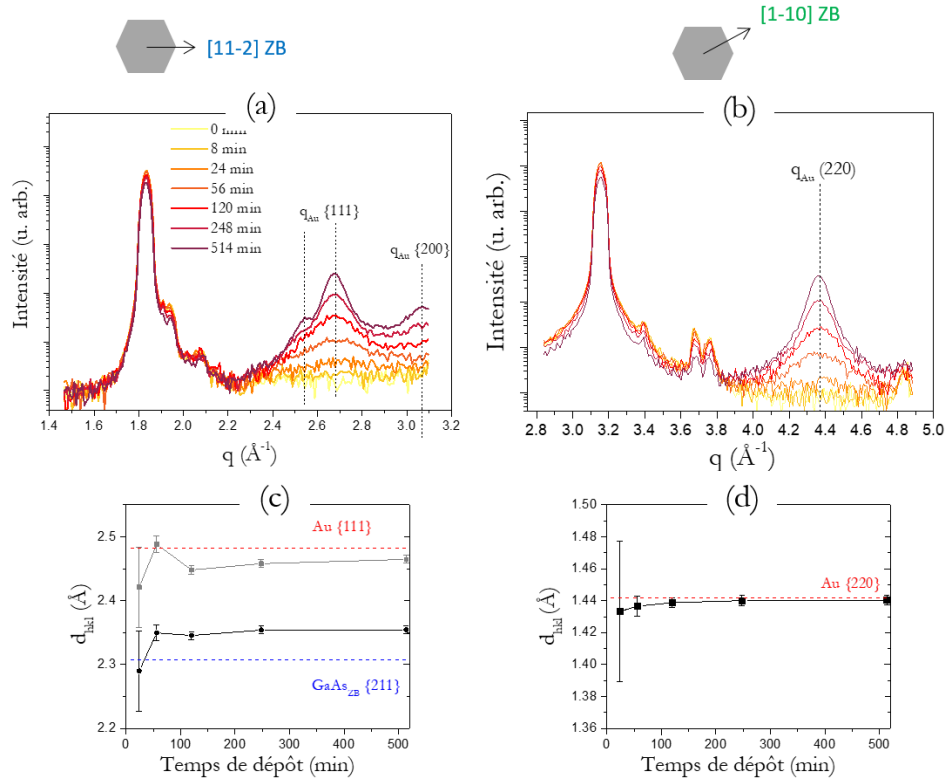 [11-2] ZB
[1-10] ZB
(a)
(b)
0 min
8 min
24 min
56 min
120 min
248 min
514 min
q_Au {111}
q_Au {200}
q_Au (220)
Intensité (u. arb.)
Intensité (u. arb.)
1.4 1.6 1.8 2.0 2.2 2.4 2.6 2.8 3.0 3.2
2.8 3.0 3.2 3.4 3.6 3.8 4.0 4.2 4.4 4.6 4.8 5.0
q (Å⁻¹)
q (Å⁻¹)
(c)
(d)
2.5
2.4
2.3
2.2
d_hkl (Å)
Au {111}
GaAs_ZB {211}
0 100 200 300 400 500
Temps de dépôt (min)
1.50
1.48
1.46
1.44
1.42
1.40
1.38
1.36
d_hkl (Å)
Au {220}
0 100 200 300 400 500
Temps de dépôt (min)